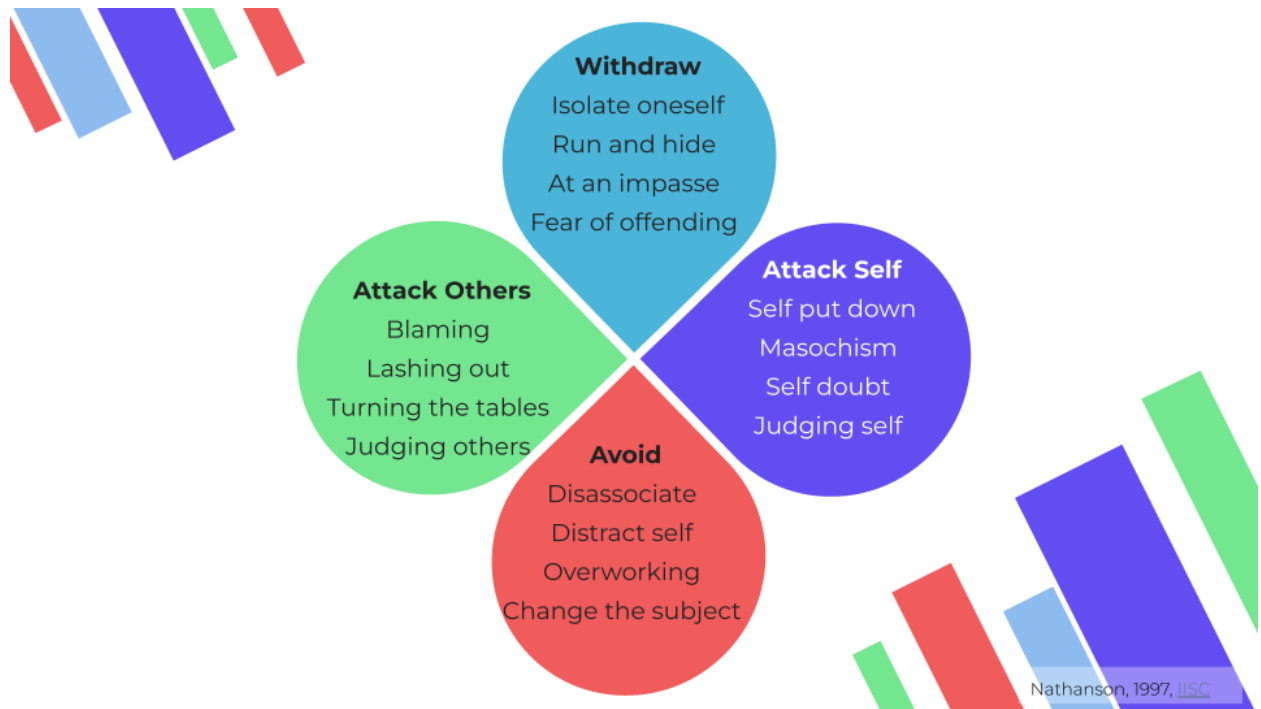 Withdraw
Isolate oneself
Run and hide
At an impasse
Fear of offending
Attack Others
Blaming
Lashing out
Turning the tables
Judging others
Attack Self
Self put down
Masochism
Self doubt
Judging self
Avoid
Disassociate
Distract self
Overworking
Change the subject
Nathanson, 1997, IISC